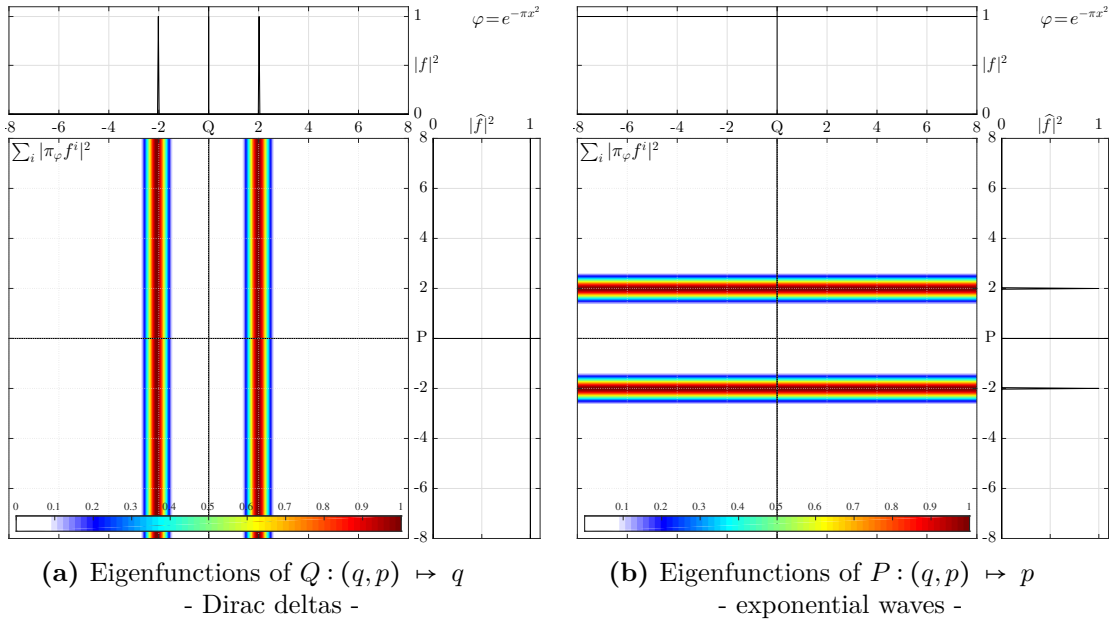 1 φ=e^{-πx²}
|f|²
0
-8 -6 -4 -2 Q 2 4 6 8
0 |f̂|² 1
∑ᵢ|π_φ fⁱ|² 8
6
4
2
P
-2
-4
-6
0 0.1 0.2 0.3 0.4 0.5 0.6 0.7 0.8 0.9 1
-8
(a) Eigenfunctions of Q : (q, p) ↦ q
- Dirac deltas -
1 φ=e^{-πx²}
|f|²
0
-8 -6 -4 -2 Q 2 4 6 8
0 |f̂|² 1
∑ᵢ|π_φ fⁱ|² 8
6
4
2
P
-2
-4
-6
0.1 0.2 0.3 0.4 0.5 0.6 0.7 0.8 0.9 1
-8
(b) Eigenfunctions of P : (q, p) ↦ p
- exponential waves -